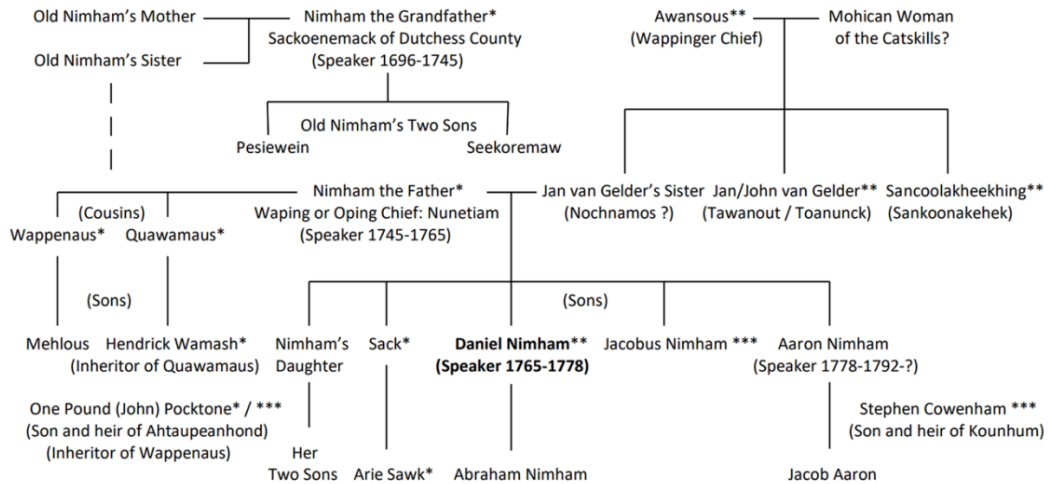 Old Nimham's Mother
Nimham the Grandfather*
Awansous**
Mohican Woman
Sackoenemack of Dutchess County
(Wappinger Chief)
of the Catskills?
Old Nimham's Sister
(Speaker 1696-1745)
Old Nimham's Two Sons
Pesiewein
Seekoremaw
Nimham the Father*
Jan van Gelder's Sister
Jan/John van Gelder**
Sancoolakheekhing**
(Cousins)
Waping or Oping Chief: Nunetiam
(Nochnamos ?)
(Tawanout / Toanunck)
(Sankoonakehek)
Wappenaus*
Quawamaus*
(Speaker 1745-1765)
(Sons)
(Sons)
Mehlous
Hendrick Wamash*
Nimham's
Sack*
Daniel Nimham**
Jacobus Nimham ***
Aaron Nimham
(Inheritor of Quawamaus)
Daughter
(Speaker 1765-1778)
(Speaker 1778-1792-?)
One Pound (John) Pocktone* / ***
Stephen Cowenham ***
(Son and heir of Ahtaupeanhond)
(Son and heir of Kounhum)
(Inheritor of Wappenaus)
Her
Two Sons
Arie Sawk*
Abraham Nimham
Jacob Aaron